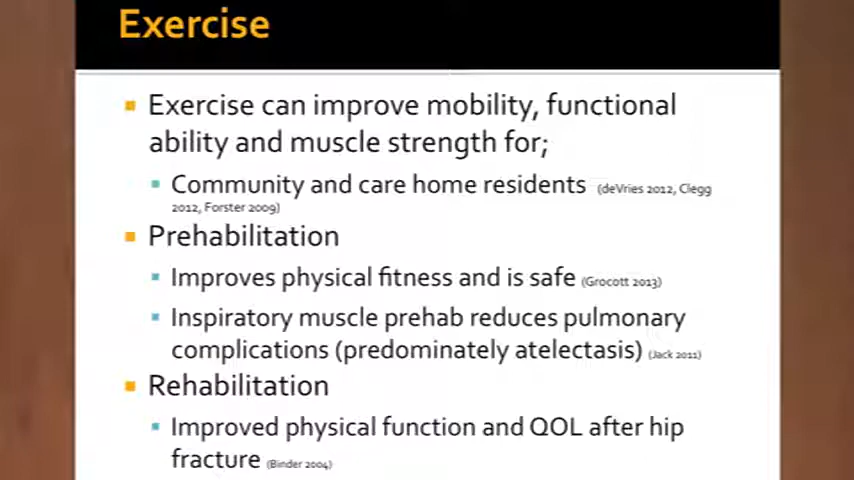 Exercise
Exercise can improve mobility, functional
ability and muscle strength for;
Community and care home residents (deVries 2012, Clegg
2012, Forster 2009)
Prehabilitation
Improves physical fitness and is safe (Grocott 2013)
Inspiratory muscle prehab reduces pulmonary
complications (predominately atelectasis) (Jack 2011)
Rehabilitation
Improved physical function and QOL after hip
fracture (Binder 2004)